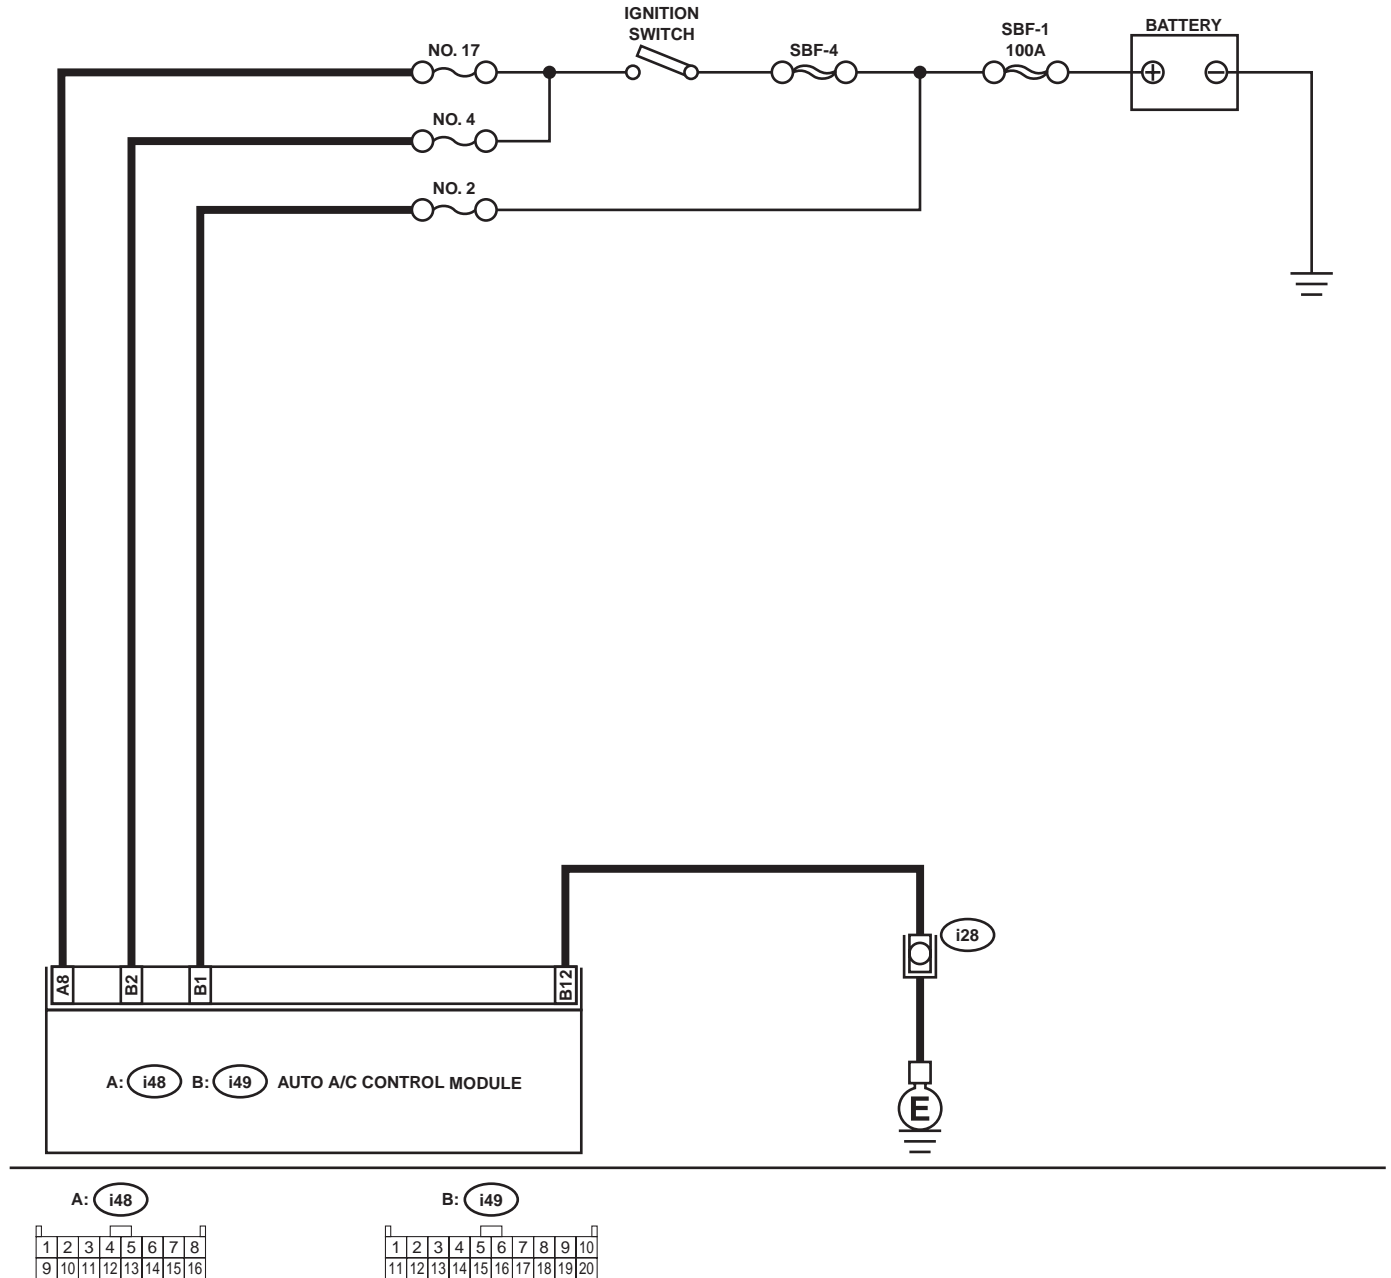 IGNITION
SWITCH
SBF-1
100A
BATTERY
NO. 17
SBF-4
NO. 4
NO. 2
i28
A8
B2
B1
B12
A: i48 B: i49 AUTO A/C CONTROL MODULE
E
A: i48
B: i49
1 2 3 4 5 6 7 8
9 10 11 12 13 14 15 16
1 2 3 4 5 6 7 8 9 10
11 12 13 14 15 16 17 18 19 20